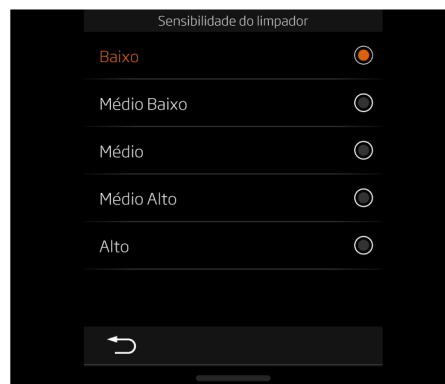 Sensibilidade do limpador
Baixo
Médio Baixo
Médio
Médio Alto
Alto